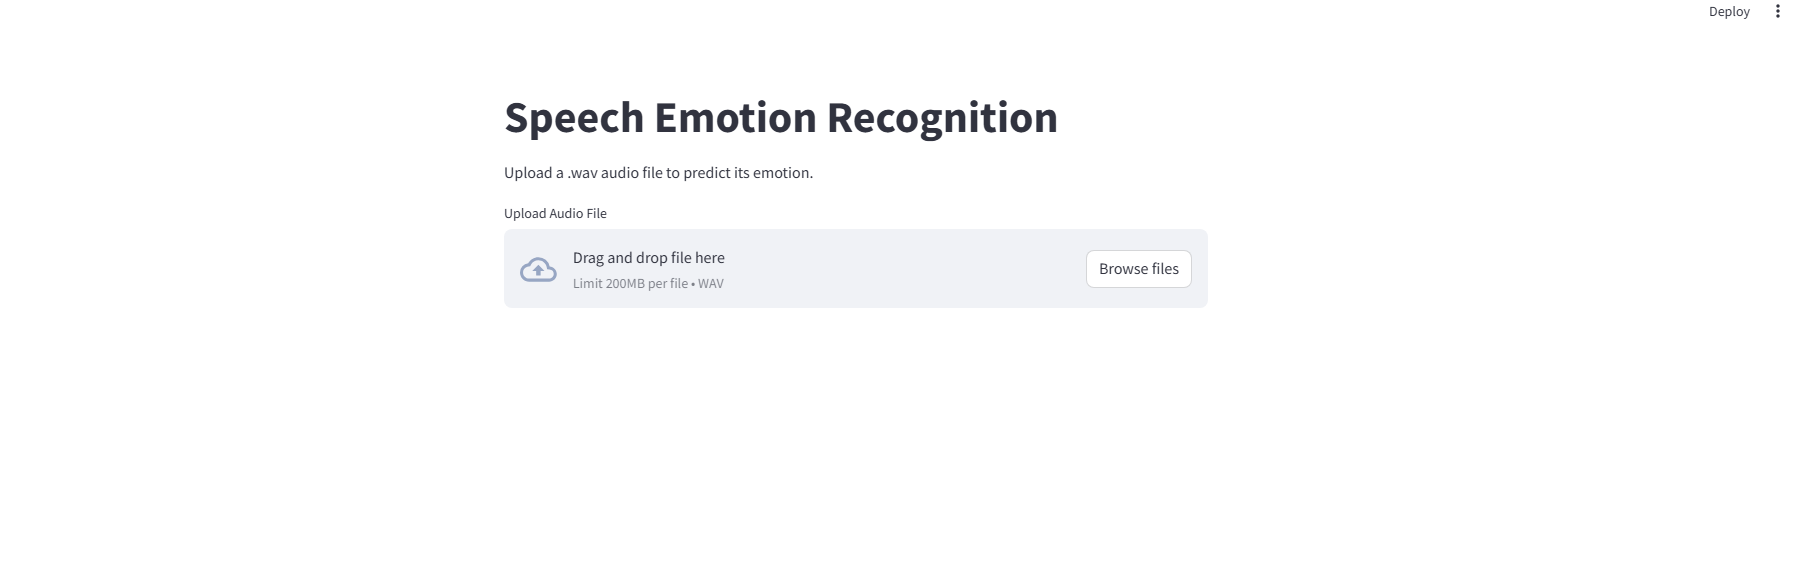 Deploy
Speech Emotion Recognition
Upload a .wav audio file to predict its emotion.
Upload Audio File
Drag and drop file here
Limit 200MB per file • WAV
Browse files